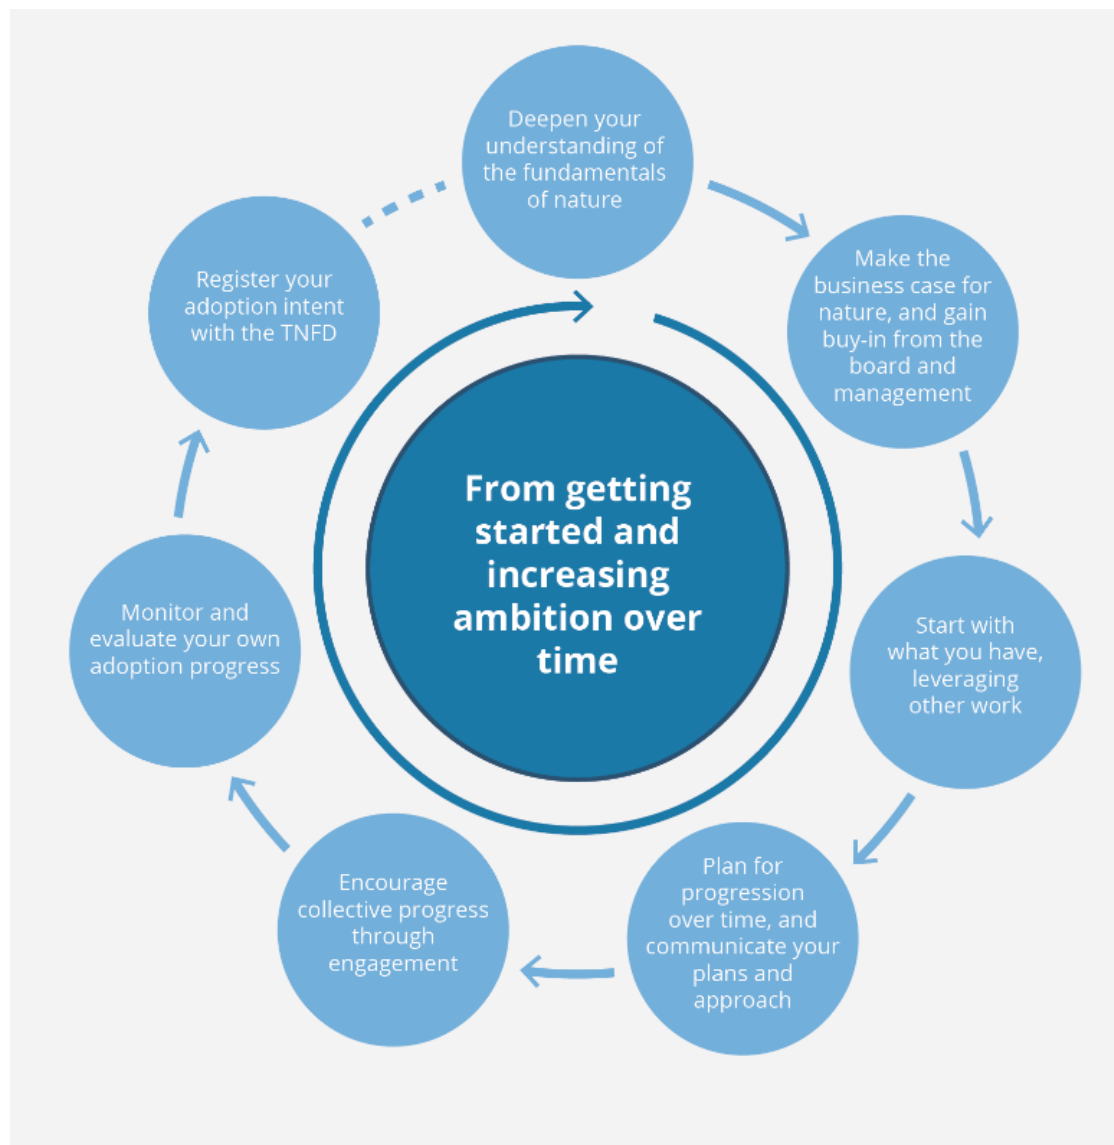 Deepen your
understanding of
the fundamentals
of nature
Make the
business case for
nature, and gain
buy-in from the
board and
management
Start with
what you have,
leveraging
other work
Plan for
progression
over time, and
communicate your
plans and
approach
Encourage
collective progress
through
engagement
Monitor and
evaluate your own
adoption progress
Register your
adoption intent
with the TNFD
From getting
started and
increasing
ambition over
time